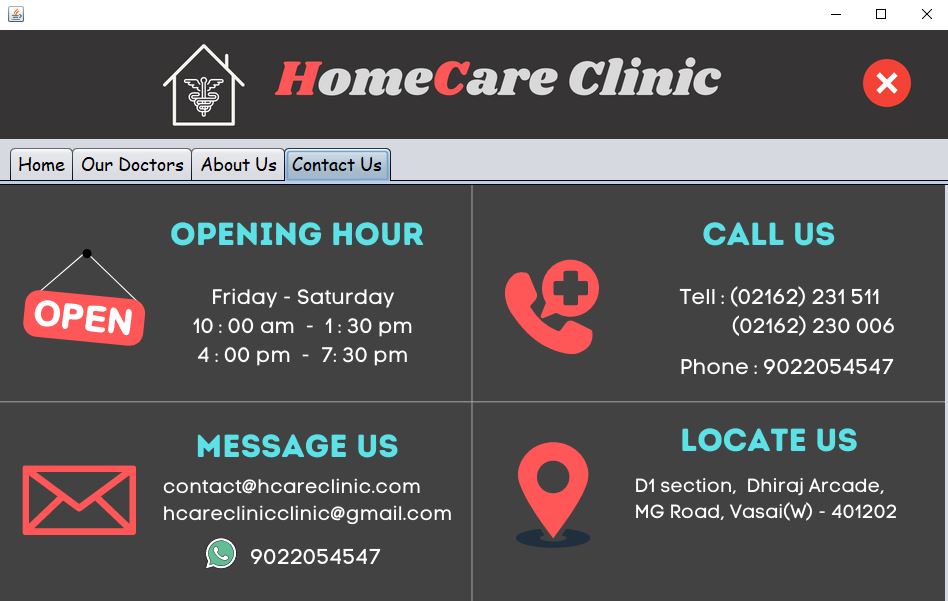 HomeCare Clinic
Home
Our Doctors
About Us
Contact Us
OPENING HOUR
OPEN
Friday - Saturday
10 : 00 am - 1 : 30 pm
4 : 00 pm - 7: 30 pm
CALL US
Tell : (02162) 231 511
(02162) 230 006
Phone : 9022054547
MESSAGE US
contact@hcareclinic.com
hcareclinicclinic@gmail.com
9022054547
LOCATE US
D1 section, Dhiraj Arcade,
MG Road, Vasai(W) - 401202